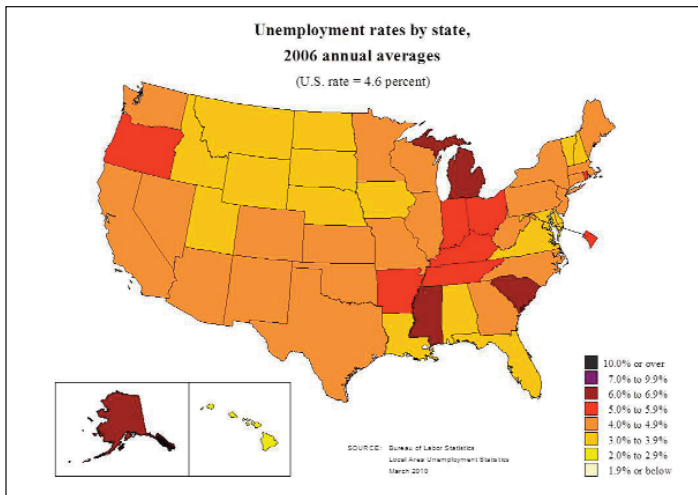 Unemployment rates by state,
2006 annual averages
(U.S. rate = 4.6 percent)
10.0% or over
7.0% to 9.9%
6.0% to 6.9%
5.0% to 5.9%
4.0% to 4.9%
3.0% to 3.9%
2.0% to 2.9%
1.9% or below
SOURCE: Bureau of Labor Statistics
Local Area Unemployment Statistics
March 2010